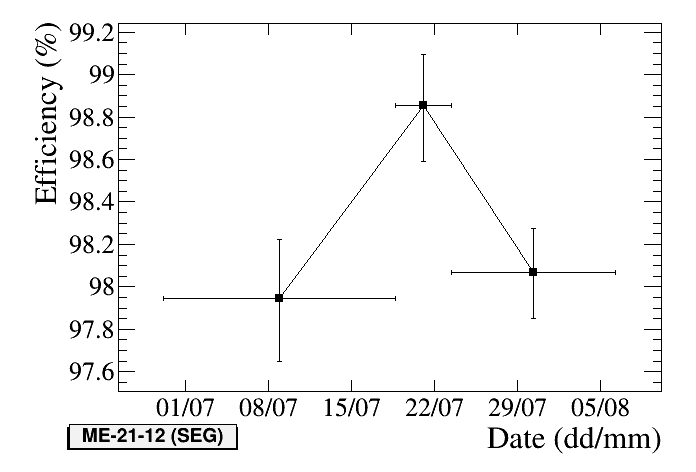 Efficiency (%)
99.2
99
98.8
98.6
98.4
98.2
98
97.8
97.6
01/07 08/07 15/07 22/07 29/07 05/08
ME-21-12 (SEG)
Date (dd/mm)